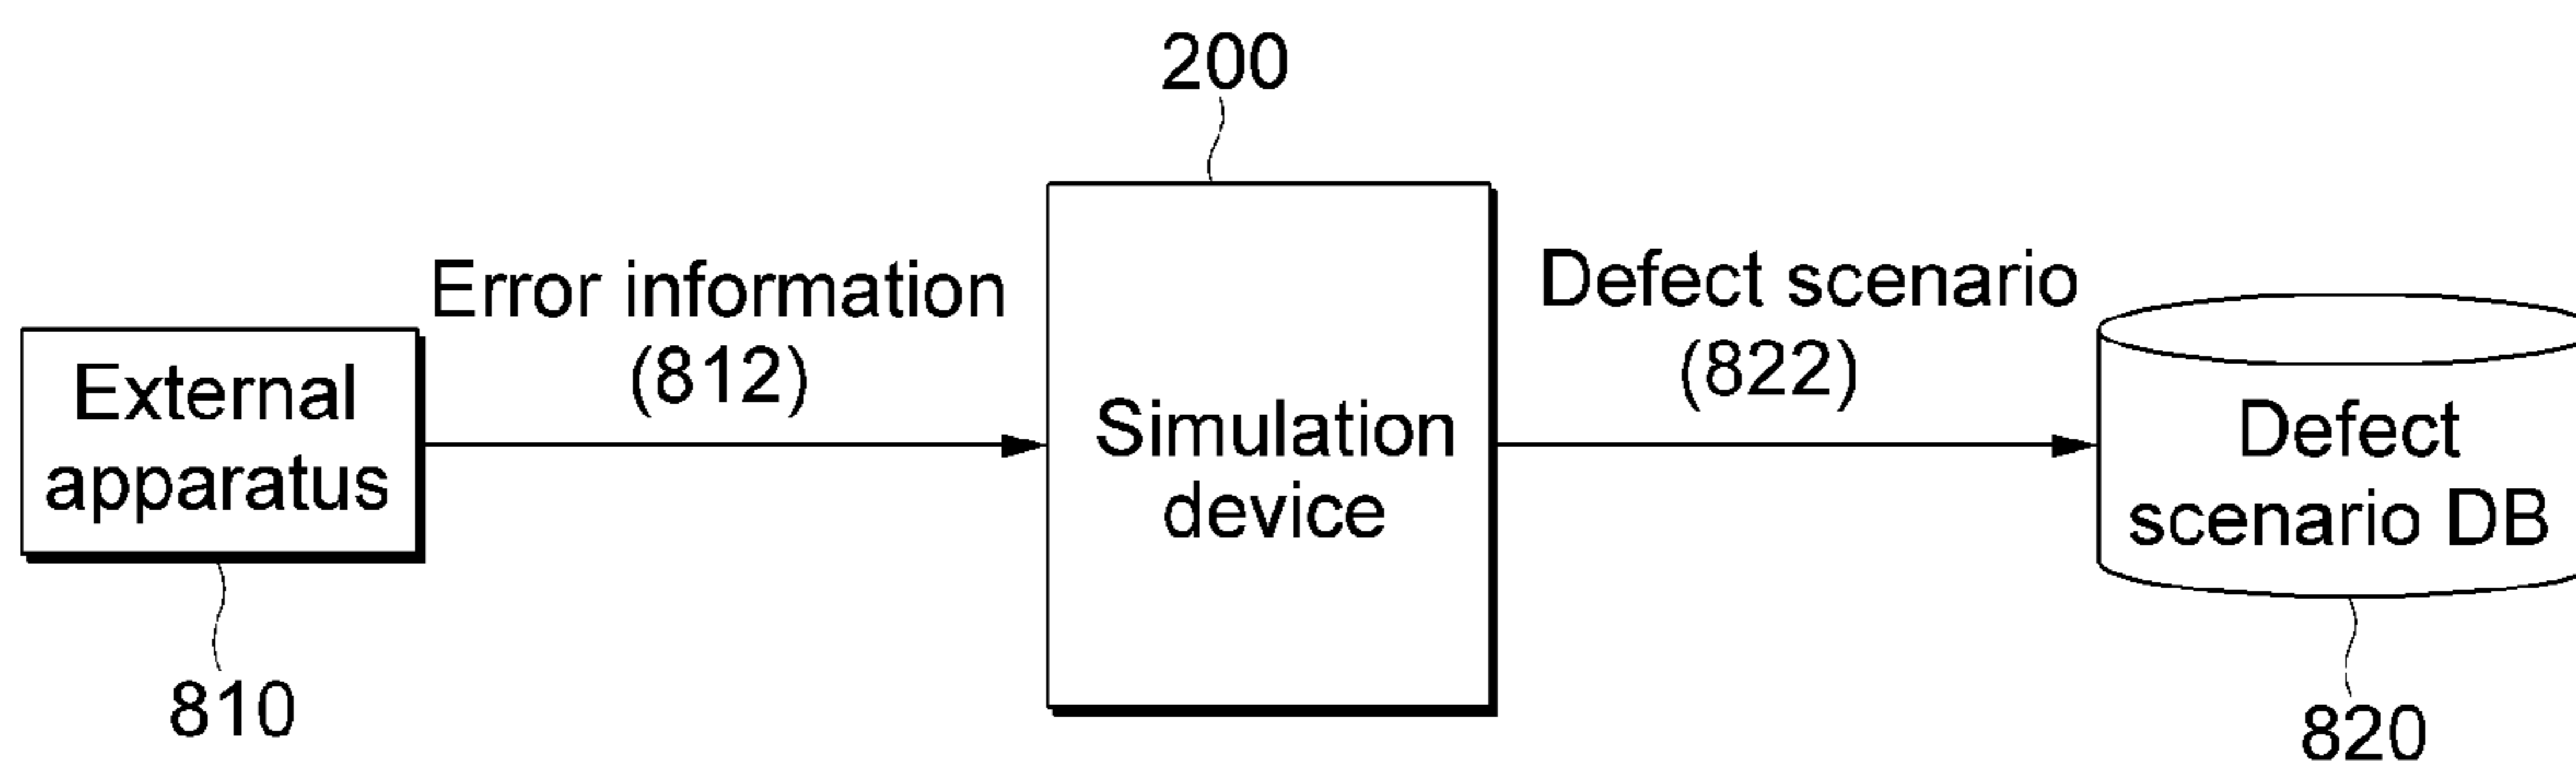 200
Error information
(812)
Defect scenario
(822)
External
apparatus
Simulation
device
Defect
scenario DB
810
820